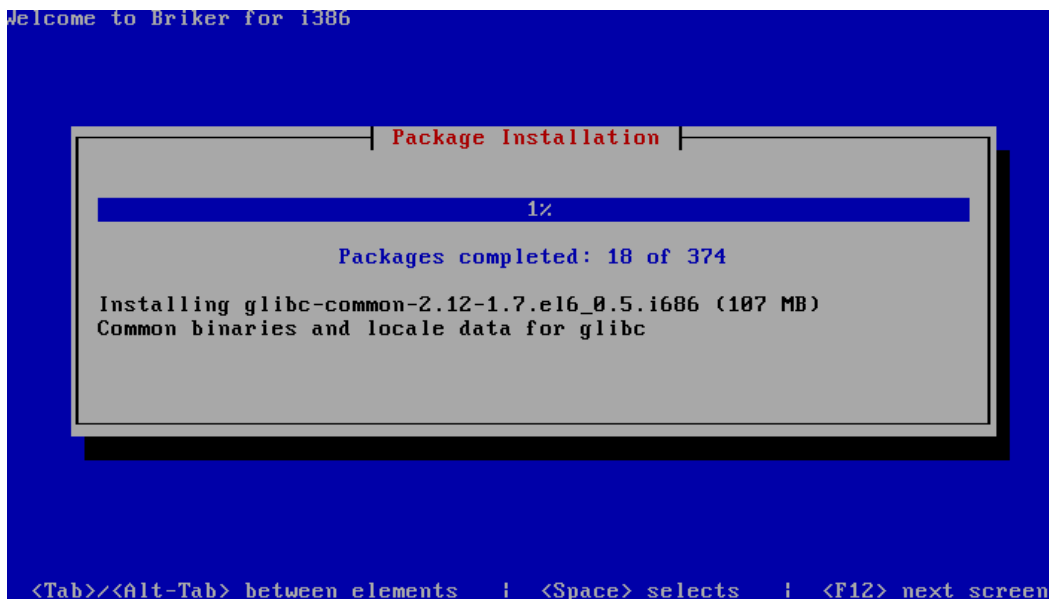 Welcome to Briker for i386
Package Installation
1%
Packages completed: 18 of 374
Installing glibc-common-2.12-1.7.el6_0.5.i686 (107 MB)
Common binaries and locale data for glibc
<Tab>/<Alt-Tab> between elements | <Space> selects | <F12> next screen